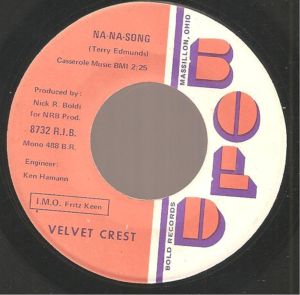 NA-NA-SONG
(Terry Edmunds)
Casserole Music BMI 2:25
Produced by:
Nick R. Boldi
for NRB Prod.
8732 R.I.B.
Mono 488 B.R.
Engineer:
Ken Hamann
I.M.O. Fritz Keen
VELVET CREST
MASSILLON, OHIO
BOLD
BOLD RECORDS